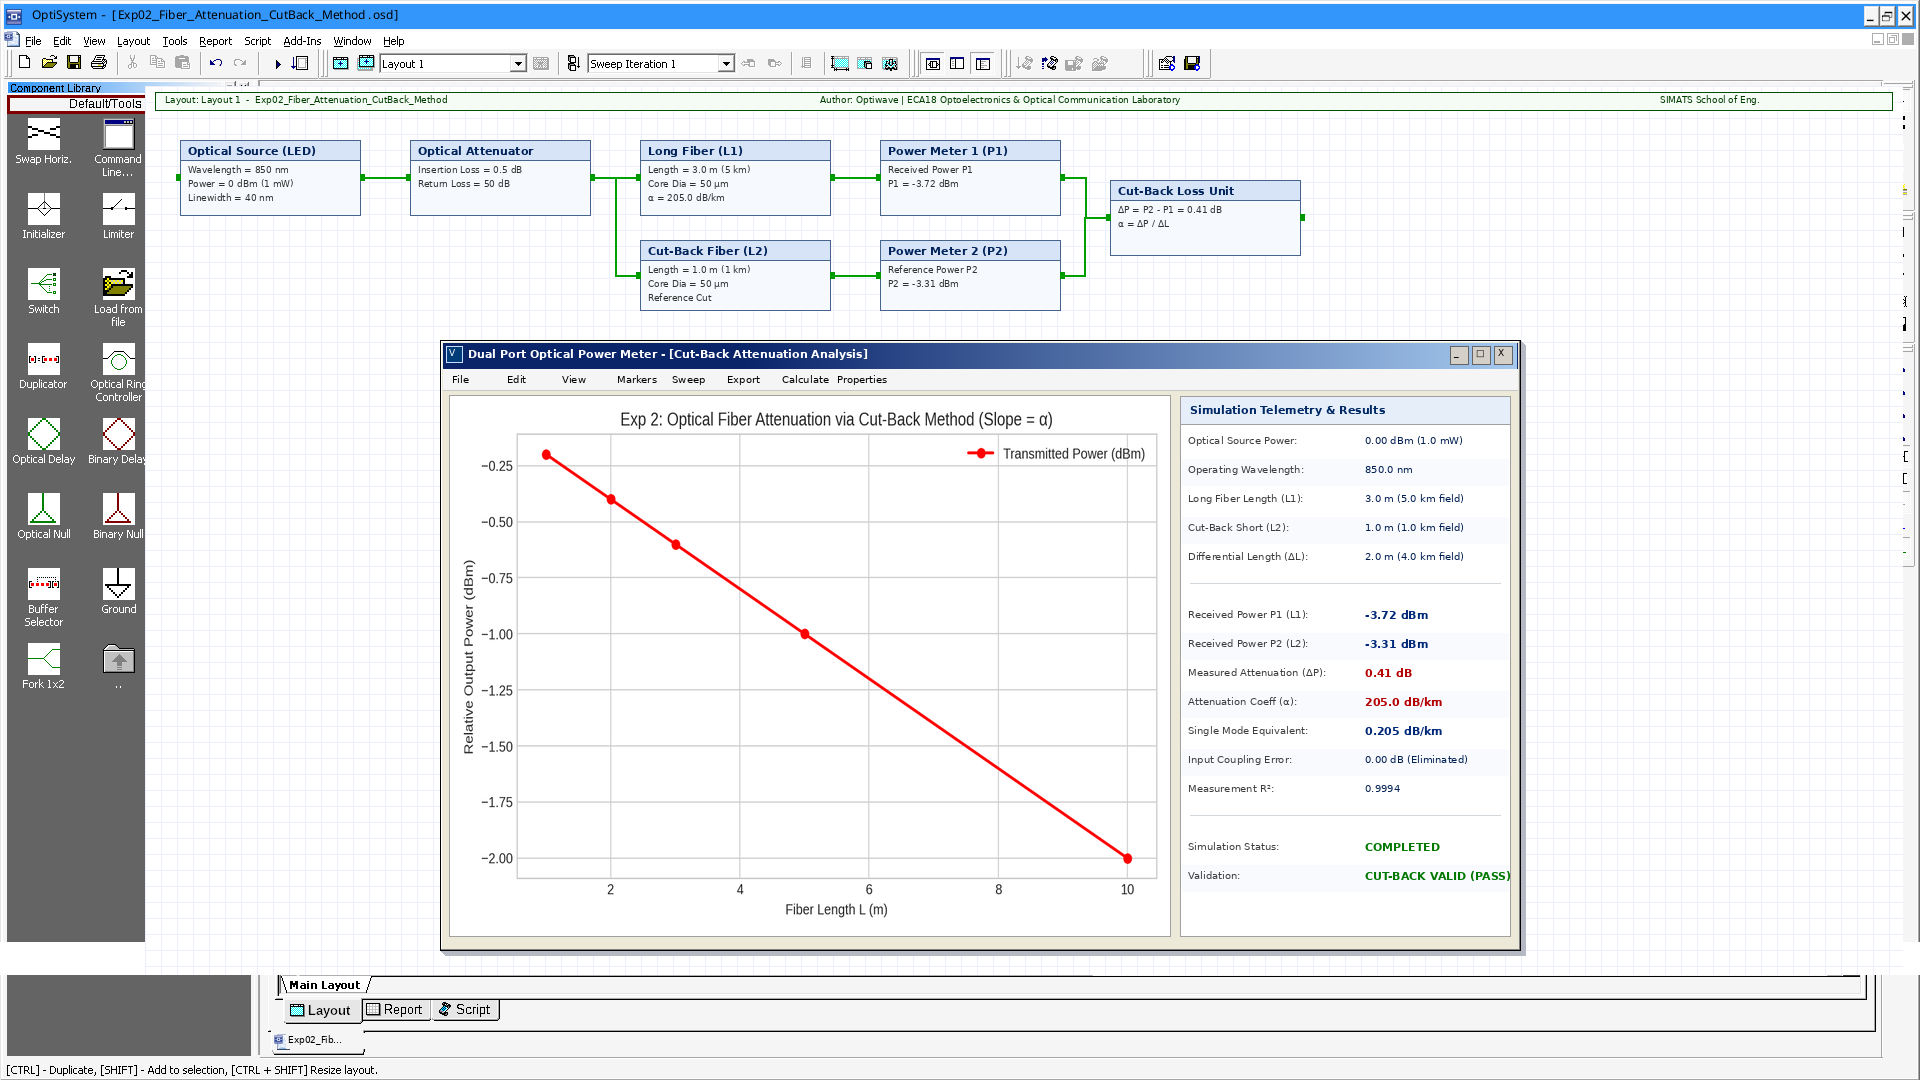 OptiSystem - [Exp02_Fiber_Attenuation_CutBack_Method.osd]
File Edit View Layout Tools Report Script Add-Ins Window Help
Layout 1
Sweep Iteration 1
Component Library
Default/Tools
Swap Horiz.
Command Line...
Initializer
Limiter
Switch
Load from file
Duplicator
Optical Ring Controller
Optical Delay
Binary Delay
Optical Null
Binary Null
Buffer Selector
Ground
Fork 1x2
..
Layout: Layout 1 - Exp02_Fiber_Attenuation_CutBack_Method
Author: Optiwave | ECA18 Optoelectronics & Optical Communication Laboratory
SIMATS School of Eng.
Optical Source (LED)
Wavelength = 850 nm
Power = 0 dBm (1 mW)
Linewidth = 40 nm
Optical Attenuator
Insertion Loss = 0.5 dB
Return Loss = 50 dB
Long Fiber (L1)
Length = 3.0 m (5 km)
Core Dia = 50 µm
α = 205.0 dB/km
Power Meter 1 (P1)
Received Power P1
P1 = -3.72 dBm
Cut-Back Loss Unit
ΔP = P2 - P1 = 0.41 dB
α = ΔP / ΔL
Cut-Back Fiber (L2)
Length = 1.0 m (1 km)
Core Dia = 50 µm
Reference Cut
Power Meter 2 (P2)
Reference Power P2
P2 = -3.31 dBm
Dual Port Optical Power Meter - [Cut-Back Attenuation Analysis]
File Edit View Markers Sweep Export Calculate Properties
Exp 2: Optical Fiber Attenuation via Cut-Back Method (Slope = α)
Transmitted Power (dBm)
Relative Output Power (dBm)
−0.25
−0.50
−0.75
−1.00
−1.25
−1.50
−1.75
−2.00
2 4 6 8 10
Fiber Length L (m)
Simulation Telemetry & Results
Optical Source Power: 0.00 dBm (1.0 mW)
Operating Wavelength: 850.0 nm
Long Fiber Length (L1): 3.0 m (5.0 km field)
Cut-Back Short (L2): 1.0 m (1.0 km field)
Differential Length (ΔL): 2.0 m (4.0 km field)
Received Power P1 (L1): -3.72 dBm
Received Power P2 (L2): -3.31 dBm
Measured Attenuation (ΔP): 0.41 dB
Attenuation Coeff (α): 205.0 dB/km
Single Mode Equivalent: 0.205 dB/km
Input Coupling Error: 0.00 dB (Eliminated)
Measurement R²: 0.9994
Simulation Status: COMPLETED
Validation: CUT-BACK VALID (PASS)
Main Layout
Layout Report Script
Exp02_Fib...
[CTRL] - Duplicate, [SHIFT] - Add to selection, [CTRL + SHIFT] Resize layout.